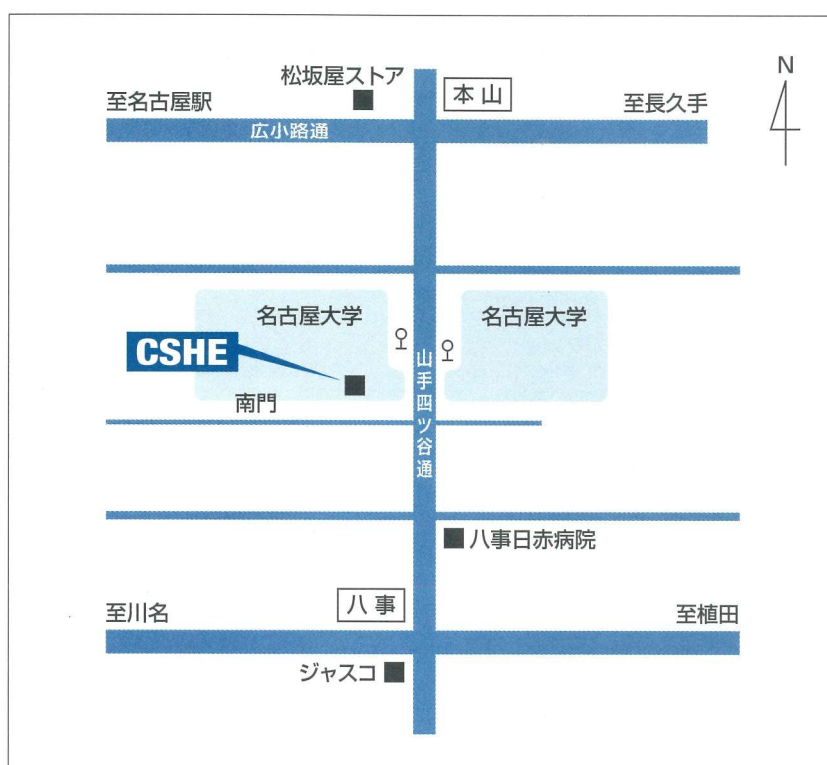 松坂屋ストア
本山
N
至名古屋駅
至長久手
広小路通
名古屋大学
名古屋大学
CSHE
山手四ツ谷通
南門
八事日赤病院
八事
至川名
至植田
ジャスコ